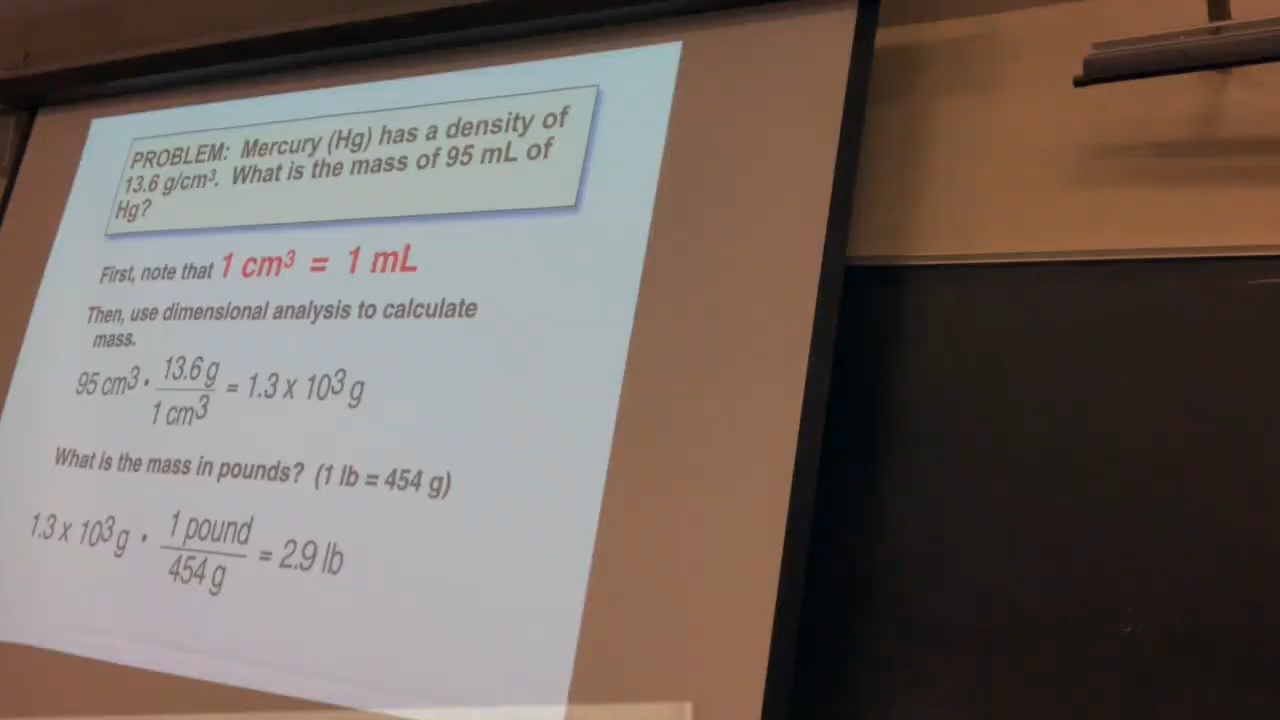 PROBLEM: Mercury (Hg) has a density of
13.6 g/cm³. What is the mass of 95 mL of
Hg?
First, note that 1 cm³ = 1 mL
Then, use dimensional analysis to calculate
mass.
95 cm³ • 13.6 g / 1 cm³ = 1.3 x 10³ g
What is the mass in pounds? (1 lb = 454 g)
1.3 x 10³ g • 1 pound / 454 g = 2.9 lb